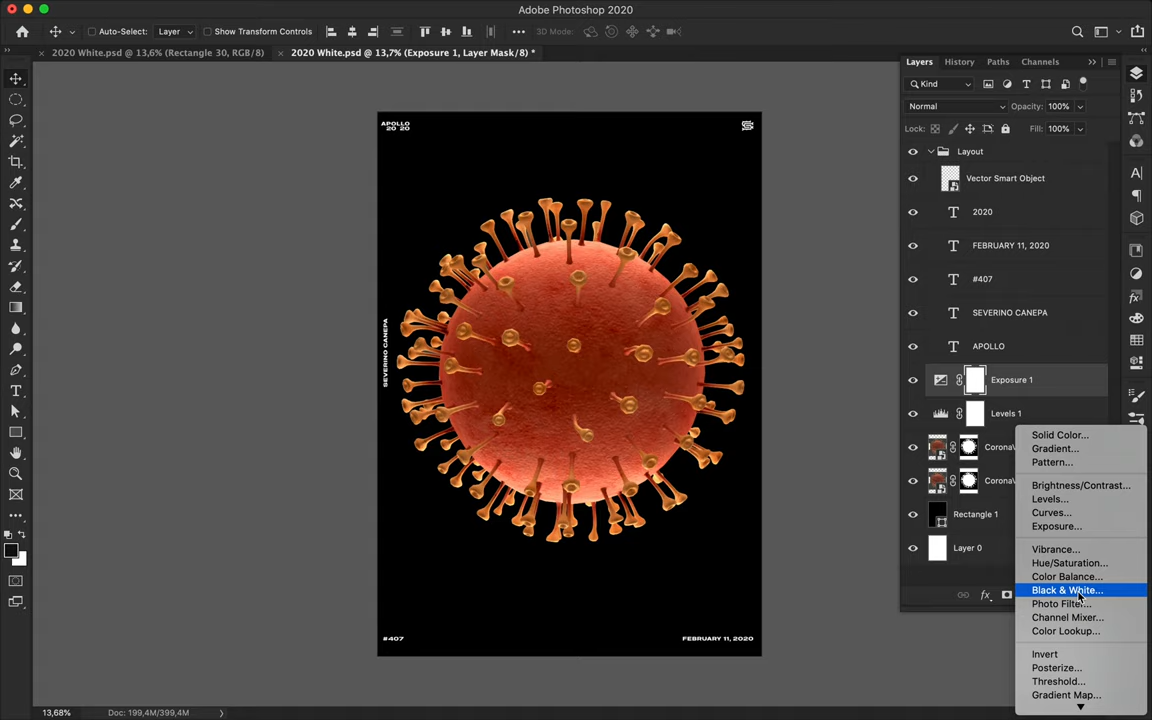 Adobe Photoshop 2020
Auto-Select:
Layer
Show Transform Controls
3D Mode:
2020 White.psd @ 13,6% (Rectangle 30, RGB/8)
2020 White.psd @ 13,7% (Exposure 1, Layer Mask/8) *
Layers
History
Paths
Channels
Kind
Normal
Opacity:
100%
Lock:
Fill:
100%
Layout
Vector Smart Object
2020
FEBRUARY 11, 2020
#407
SEVERINO CANEPA
APOLLO
Exposure 1
Levels 1
CoronaV
CoronaV
Rectangle 1
Layer 0
Solid Color...
Gradient...
Pattern...
Brightness/Contrast...
Levels...
Curves...
Exposure...
Vibrance...
Hue/Saturation...
Color Balance...
Black & White...
Photo Filter...
Channel Mixer...
Color Lookup...
Invert
Posterize...
Threshold...
Gradient Map...
APOLLO
20 20
SEVERINO CANEPA
#407
FEBRUARY 11, 2020
13,68%
Doc: 199,4M/399,4M